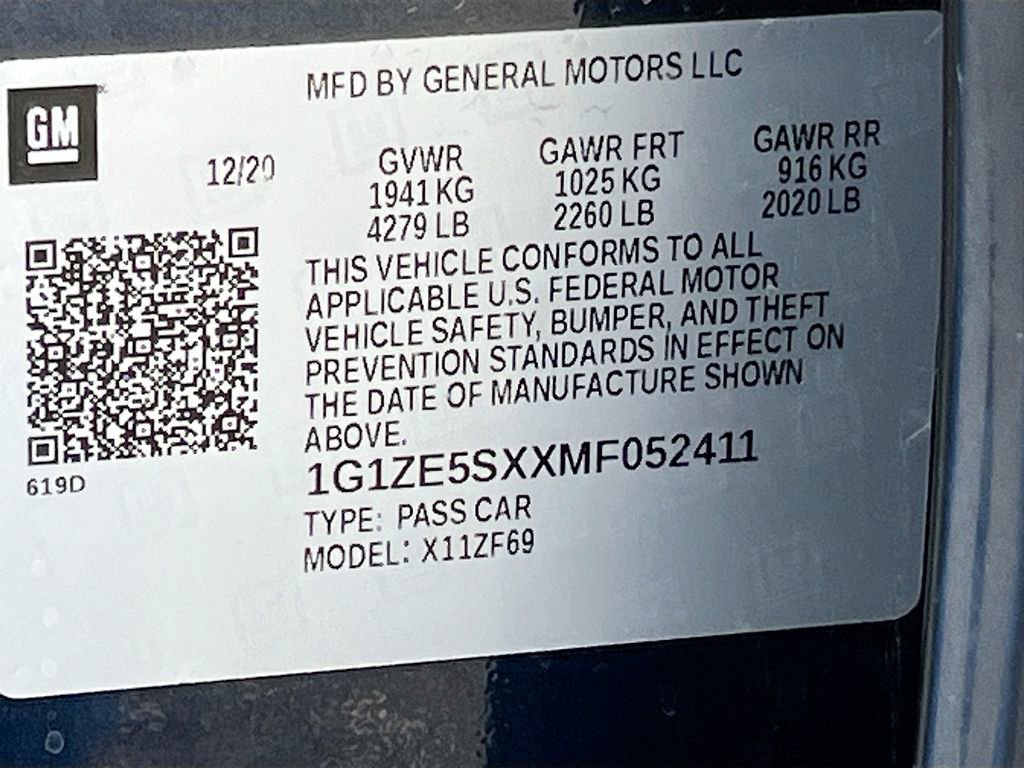 MFD BY GENERAL MOTORS LLC
GM
12/20
GVWR GAWR FRT GAWR RR
1941 KG 1025 KG 916 KG
4279 LB 2260 LB 2020 LB
THIS VEHICLE CONFORMS TO ALL
APPLICABLE U.S. FEDERAL MOTOR
VEHICLE SAFETY, BUMPER, AND THEFT
PREVENTION STANDARDS IN EFFECT ON
THE DATE OF MANUFACTURE SHOWN
ABOVE.
1G1ZE5SXXMF052411
619D
TYPE: PASS CAR
MODEL: X11ZF69